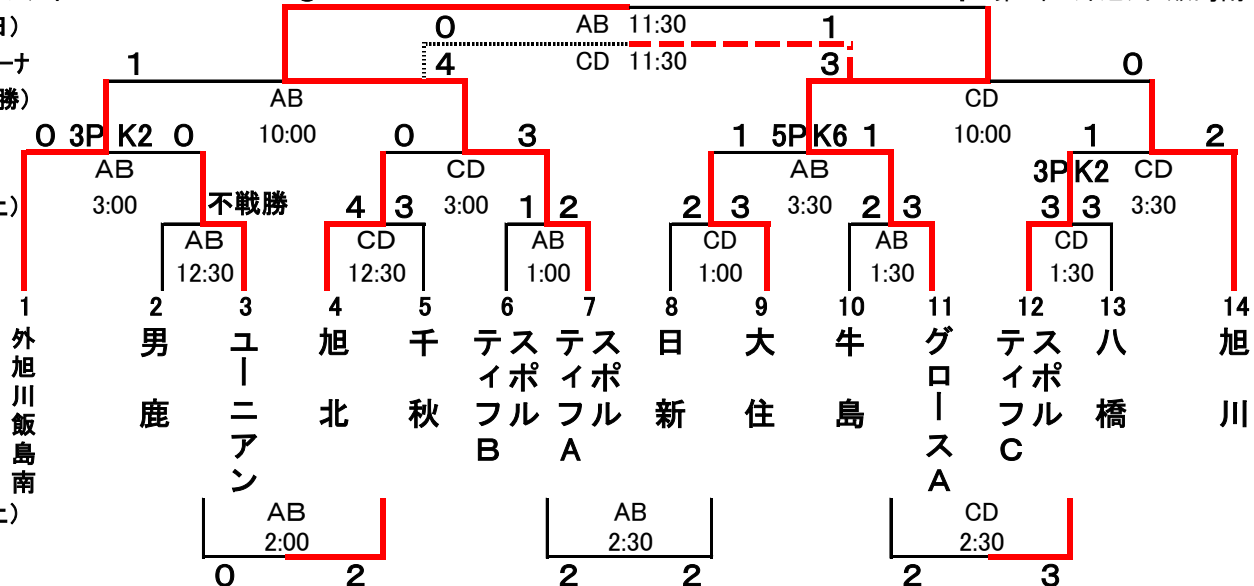 0 AB 11:30 1
ーナ 1 4 CD 11:30 3 0
勝) AB CD
0 3PK2 0 10:00 0 3 1 5PK6 1 10:00 1 2
AB CD AB 3PK2 CD
3:00 不戦勝 3:00 3:30 3:30
4 3 1 2 2 3 2 3 3 3
AB CD AB CD AB CD
12:30 12:30 1:00 1:00 1:30 1:30
1 2 3 4 5 6 7 8 9 10 11 12 13 14
外旭川飯島南
男鹿
ユーニアン
旭北
千秋
スポルティフB
スポルティフA
日新
大住
牛島
グロースA
スポルティフC
八橋
旭川
AB AB CD
2:00 2:30 2:30
0 2 2 2 2 3